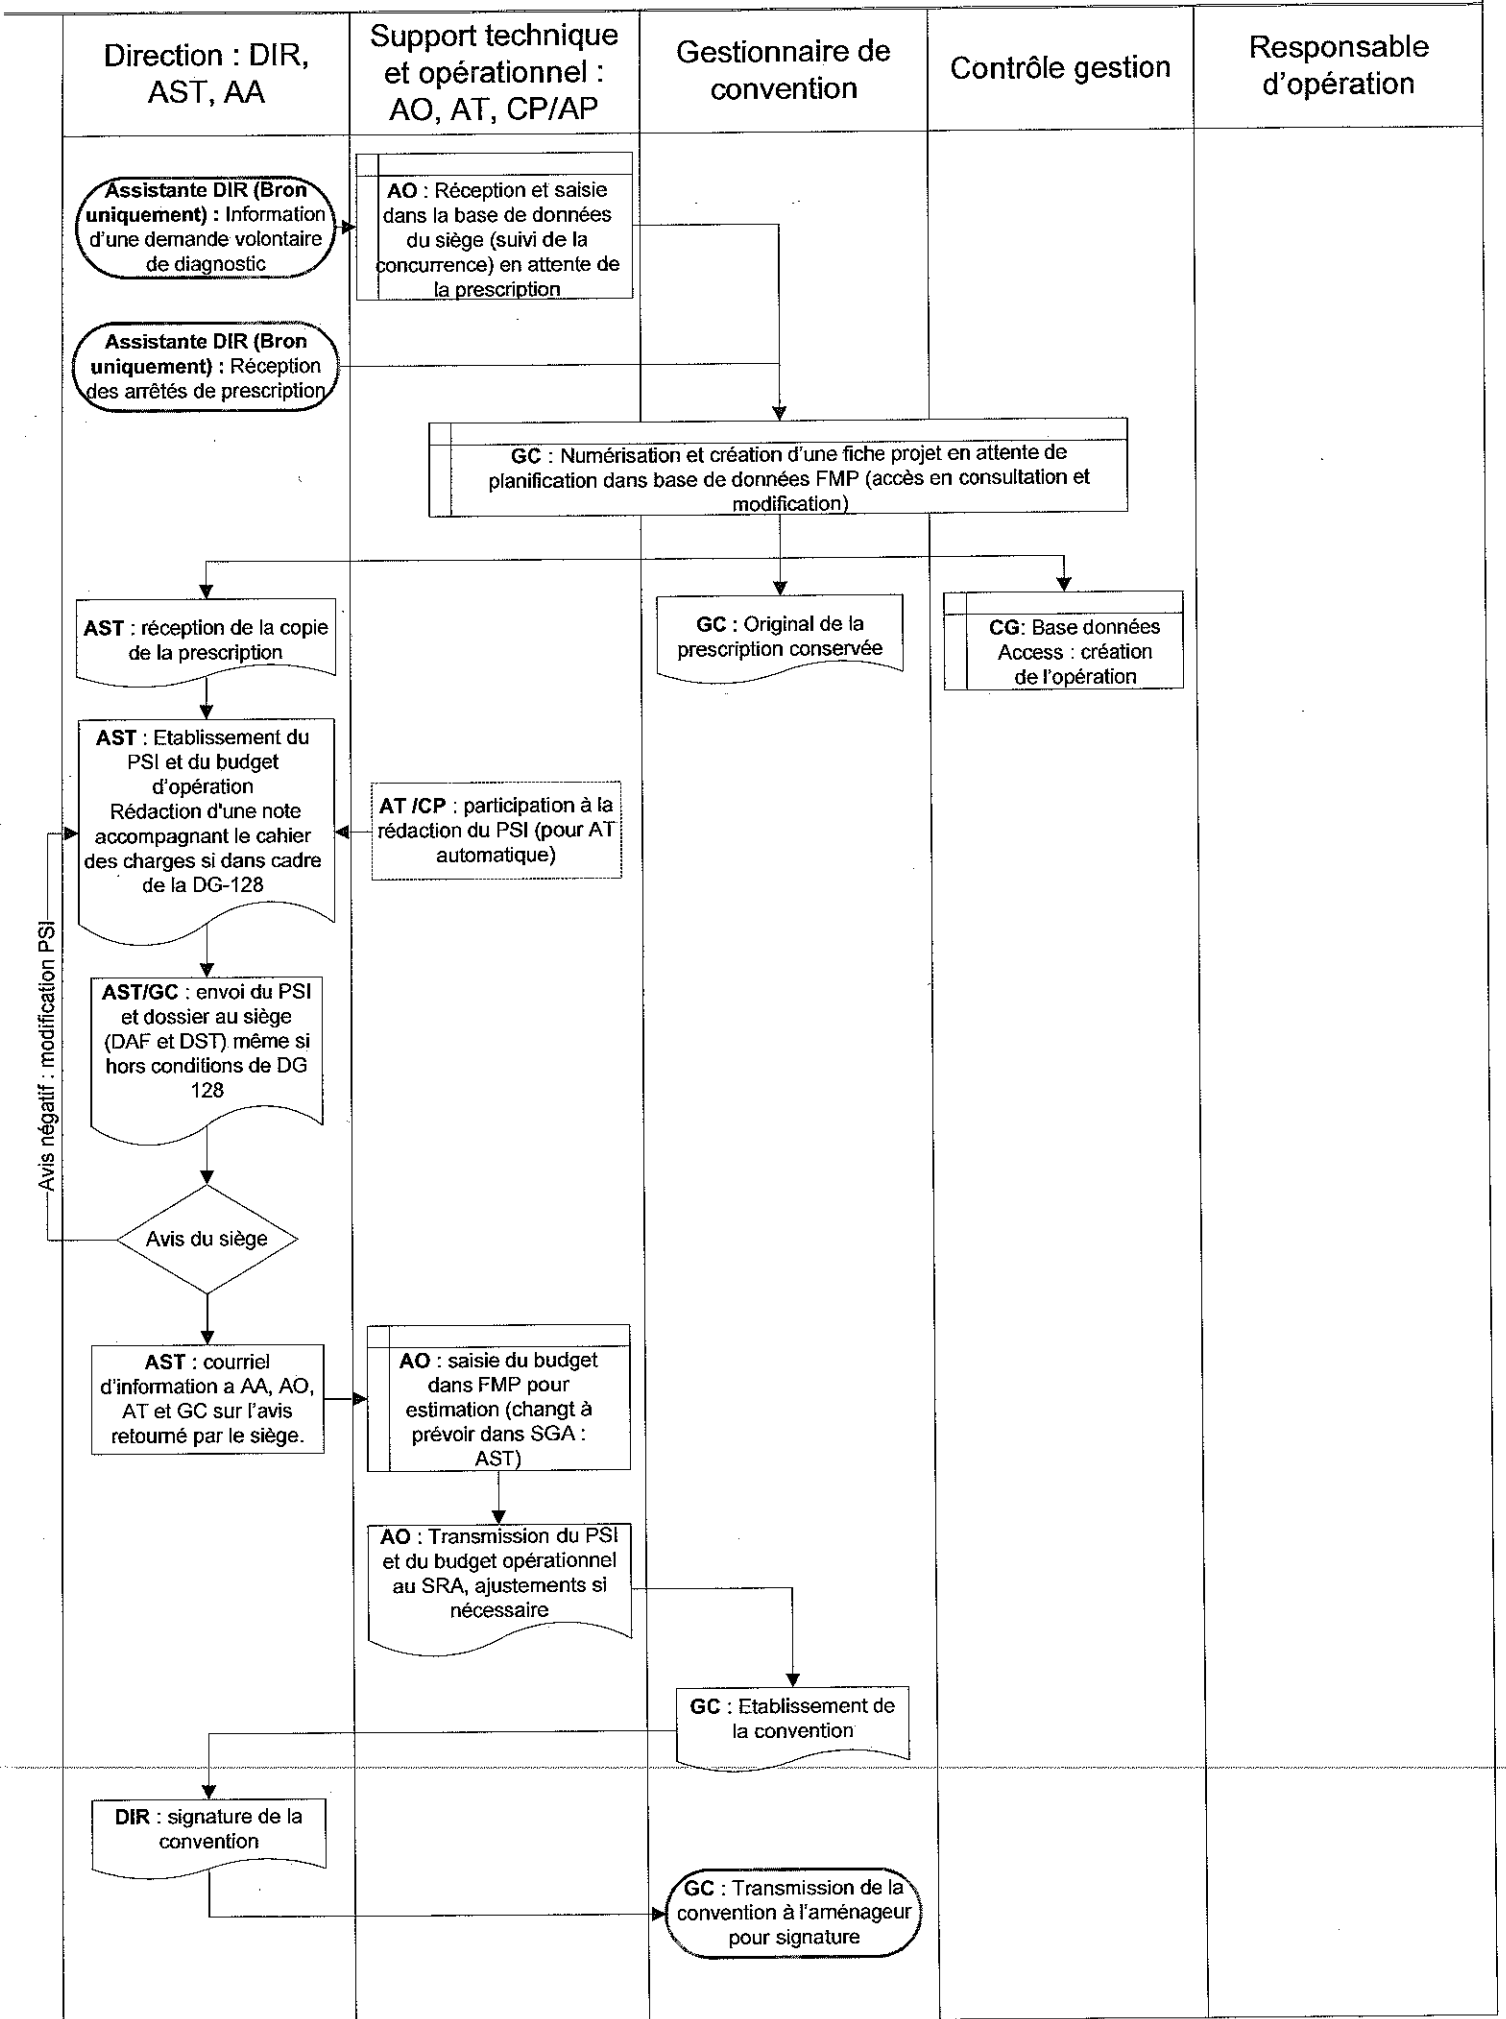 Direction : DIR,
AST, AA
Support technique
et opérationnel :
AO, AT, CP/AP
Gestionnaire de
convention
Contrôle gestion
Responsable
d'opération
Assistante DIR (Bron
uniquement) : Information
d'une demande volontaire
de diagnostic
AO : Réception et saisie
dans la base de données
du siège (suivi de la
concurrence) en attente de
la prescription
Assistante DIR (Bron
uniquement) : Réception
des arrêtés de prescription
GC : Numérisation et création d'une fiche projet en attente de
planification dans base de données FMP (accès en consultation et
modification)
AST : réception de la copie
de la prescription
GC : Original de la
prescription conservée
CG: Base données
Access : création
de l'opération
AST : Etablissement du
PSI et du budget
d'opération
Rédaction d'une note
accompagnant le cahier
des charges si dans cadre
de la DG-128
AT /CP : participation à la
rédaction du PSI (pour AT
automatique)
Avis négatif : modification PSI
AST/GC : envoi du PSI
et dossier au siège
(DAF et DST) même si
hors conditions de DG
128
Avis du siège
AST : courriel
d'information a AA, AO,
AT et GC sur l'avis
retourné par le siège.
AO : saisie du budget
dans FMP pour
estimation (changt à
prévoir dans SGA :
AST)
AO : Transmission du PSI
et du budget opérationnel
au SRA, ajustements si
nécessaire
GC : Etablissement de
la convention
DIR : signature de la
convention
GC : Transmission de la
convention à l'aménageur
pour signature